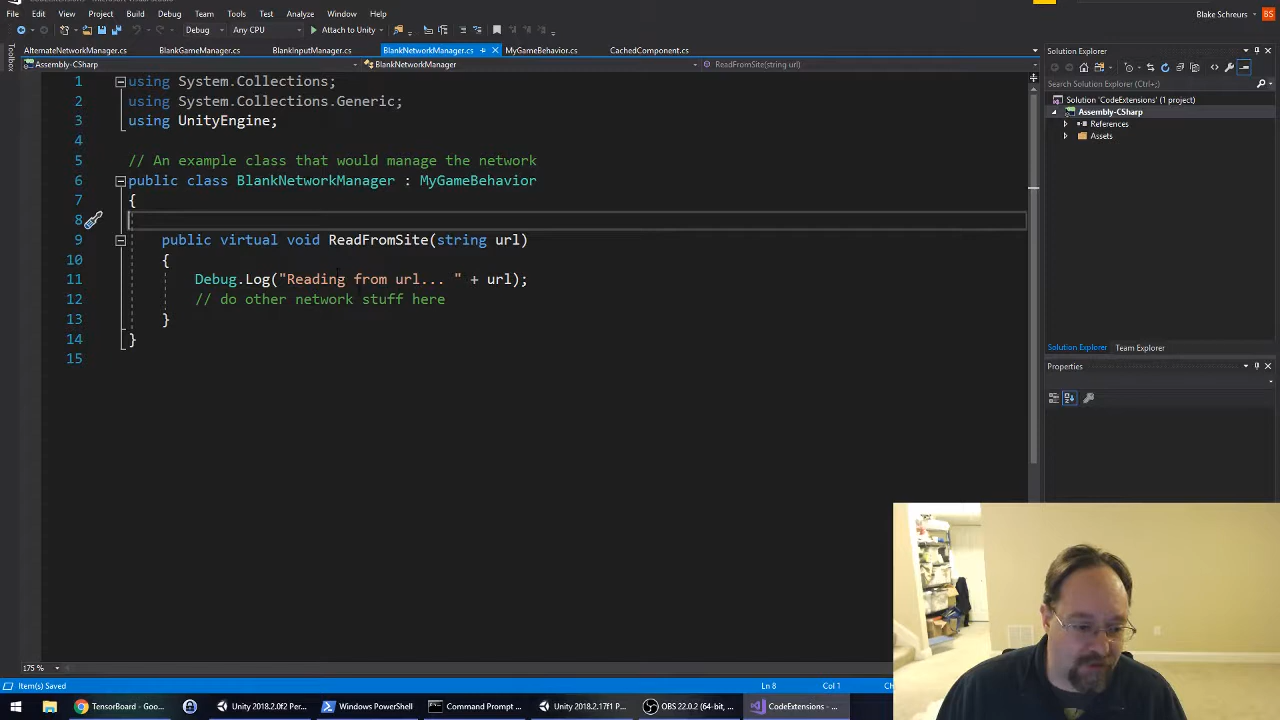 File Edit View Project Build Debug Team Tools Test Analyze Window Help
Blake Schreurs BS
Debug Any CPU Attach to Unity
AlternateNetworkManager.cs BlankGameManager.cs BlankInputManager.cs BlankNetworkManager.cs MyGameBehavior.cs CachedComponent.cs
Assembly-CSharp BlankNetworkManager ReadFromSite(string url)
Toolbox
1 using System.Collections;
2 using System.Collections.Generic;
3 using UnityEngine;
4
5 // An example class that would manage the network
6 public class BlankNetworkManager : MyGameBehavior
7 {
8
9 public virtual void ReadFromSite(string url)
10 {
11 Debug.Log("Reading from url... " + url);
12 // do other network stuff here
13 }
14 }
15
Solution Explorer
Search Solution Explorer (Ctrl+;)
Solution 'CodeExtensions' (1 project)
Assembly-CSharp
References
Assets
Solution Explorer Team Explorer
Properties
175 %
Item(s) Saved Ln 8 Col 1
TensorBoard - Goo... Unity 2018.2.0f2 Per... Windows PowerShell Command Prompt ... Unity 2018.2.17f1 P... OBS 22.0.2 (64-bit, ... CodeExtensions - ...